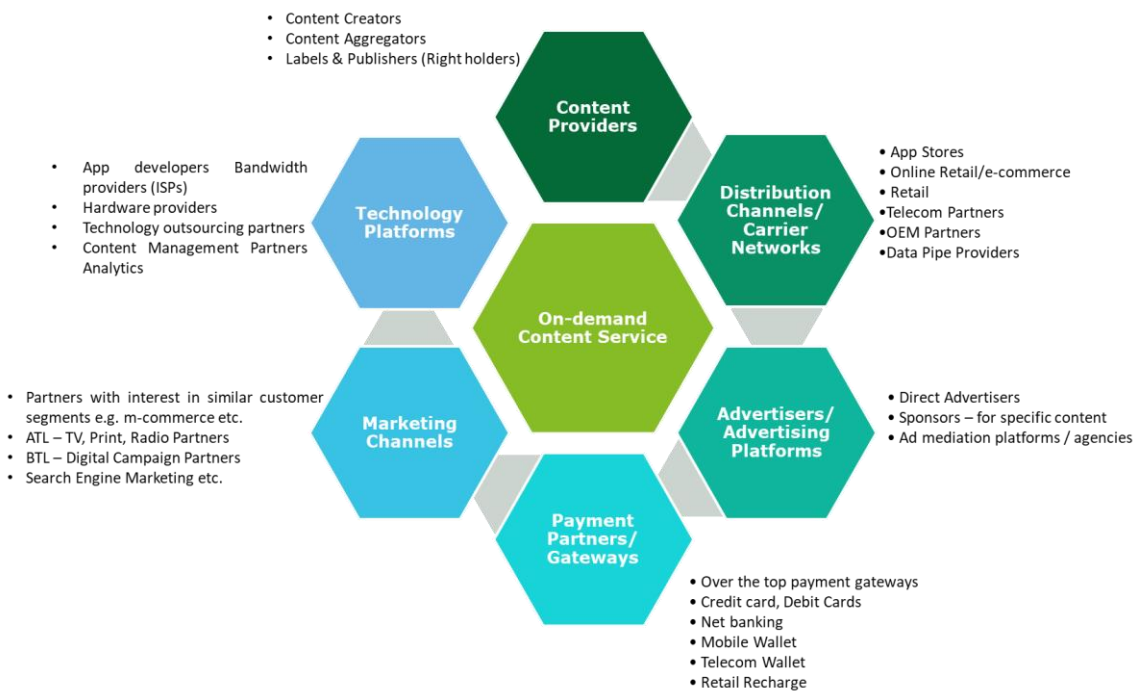 • Content Creators
• Content Aggregators
• Labels & Publishers (Right holders)
Content
Providers
• App Stores
• Online Retail/e-commerce
• Retail
•Telecom Partners
•OEM Partners
•Data Pipe Providers
Distribution
Channels/
Carrier
Networks
• App developers Bandwidth
providers (ISPs)
• Hardware providers
• Technology outsourcing partners
• Content Management Partners
Analytics
Technology
Platforms
On-demand
Content Service
• Partners with interest in similar customer
segments e.g. m-commerce etc.
• ATL – TV, Print, Radio Partners
• BTL – Digital Campaign Partners
• Search Engine Marketing etc.
Marketing
Channels
Advertisers/
Advertising
Platforms
• Direct Advertisers
• Sponsors – for specific content
• Ad mediation platforms / agencies
Payment
Partners/
Gateways
• Over the top payment gateways
• Credit card, Debit Cards
• Net banking
• Mobile Wallet
• Telecom Wallet
• Retail Recharge